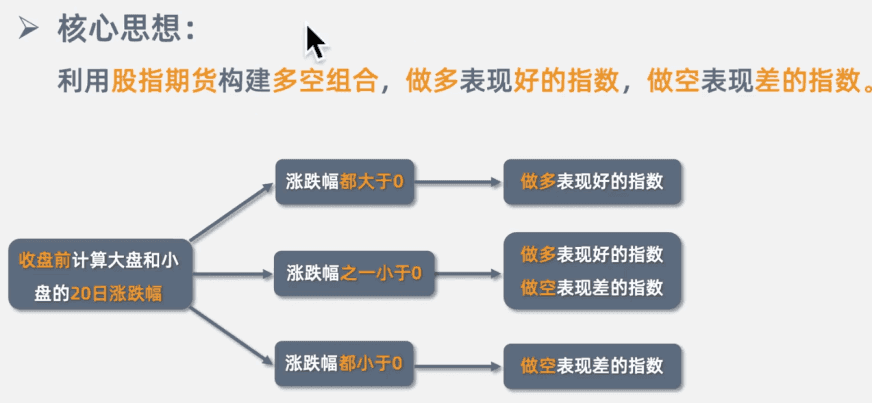 核心思想：
利用股指期货构建多空组合，做多表现好的指数，做空表现差的指数。
涨跌幅都大于0
做多表现好的指数
收盘前计算大盘和小
盘的20日涨跌幅
涨跌幅之一小于0
做多表现好的指数
做空表现差的指数
涨跌幅都小于0
做空表现差的指数